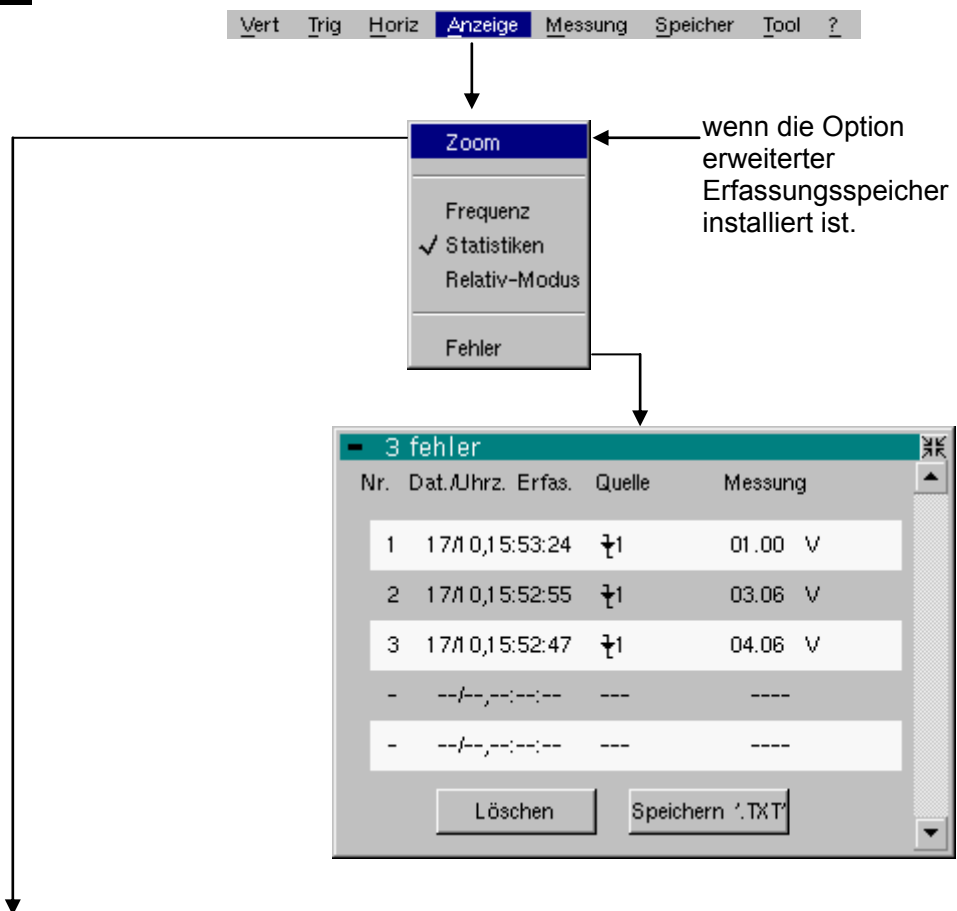 Vert Trig Horiz Anzeige Messung Speicher Tool ?
Zoom
wenn die Option
erweiterter
Erfassungsspeicher
installiert ist.
Frequenz
Statistiken
Relativ-Modus
Fehler
3 fehler
Nr. Dat./Uhrz. Erfas. Quelle Messung
1 17/10,15:53:24 1 01.00 V
2 17/10,15:52:55 1 03.06 V
3 17/10,15:52:47 1 04.06 V
- --/--,--:--:-- --- ----
- --/--,--:--:-- --- ----
Löschen Speichern '.TXT'